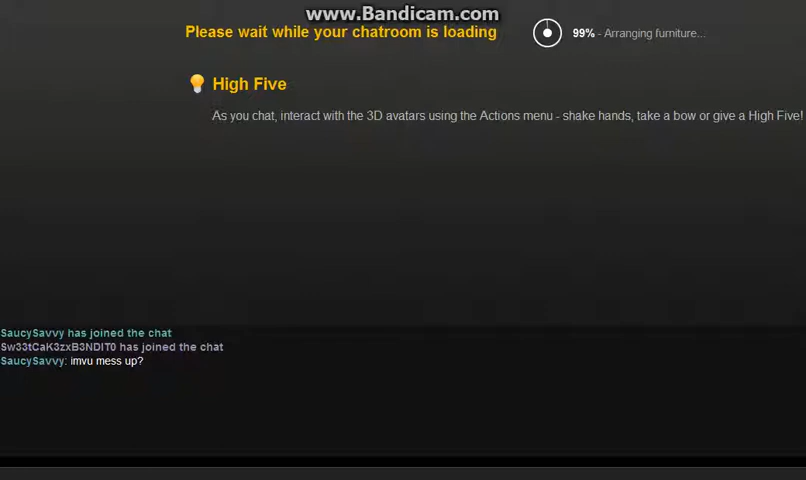 www.Bandicam.com
Please wait while your chatroom is loading
99% - Arranging furniture...
High Five
As you chat, interact with the 3D avatars using the Actions menu - shake hands, take a bow or give a High Five!
SaucySavvy has joined the chat
Sw33tCaK3zxB3NDIT0 has joined the chat
SaucySavvy: imvu mess up?